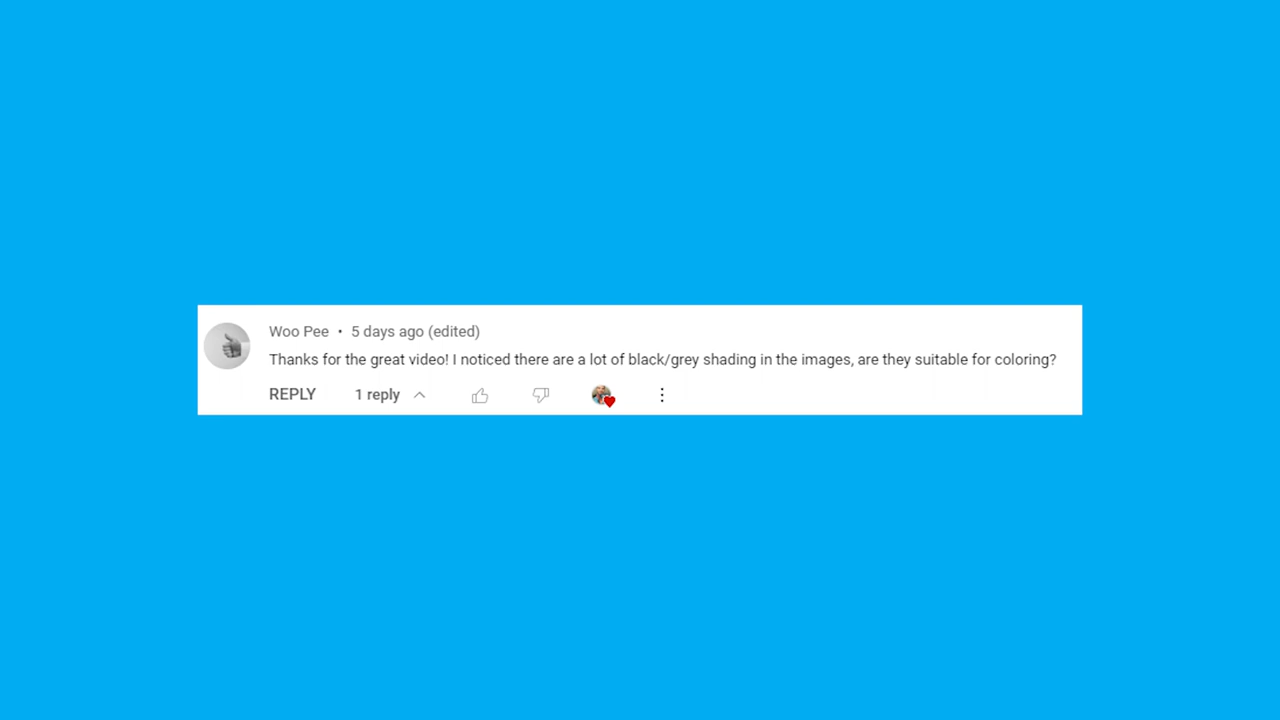 Woo Pee • 5 days ago (edited)
Thanks for the great video! I noticed there are a lot of black/grey shading in the images, are they suitable for coloring?
REPLY 1 reply